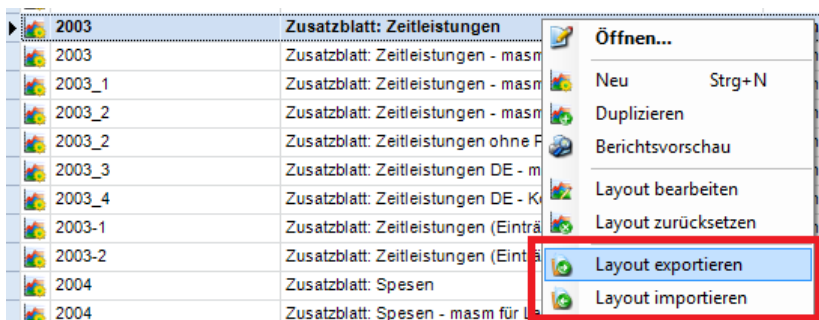 2003 Zusatzblatt: Zeitleistungen
2003 Zusatzblatt: Zeitleistungen - masm
2003_1 Zusatzblatt: Zeitleistungen - masm
2003_2 Zusatzblatt: Zeitleistungen - masm
2003_2 Zusatzblatt: Zeitleistungen ohne
2003_3 Zusatzblatt: Zeitleistungen DE - m
2003_4 Zusatzblatt: Zeitleistungen DE -
2003-1 Zusatzblatt: Zeitleistungen (Einträ
2003-2 Zusatzblatt: Zeitleistungen (Einträ
2004 Zusatzblatt: Spesen
2004 Zusatzblatt: Spesen - masm für
Öffnen...
Neu Strg+N
Duplizieren
Berichtsvorschau
Layout bearbeiten
Layout zurücksetzen
Layout exportieren
Layout importieren